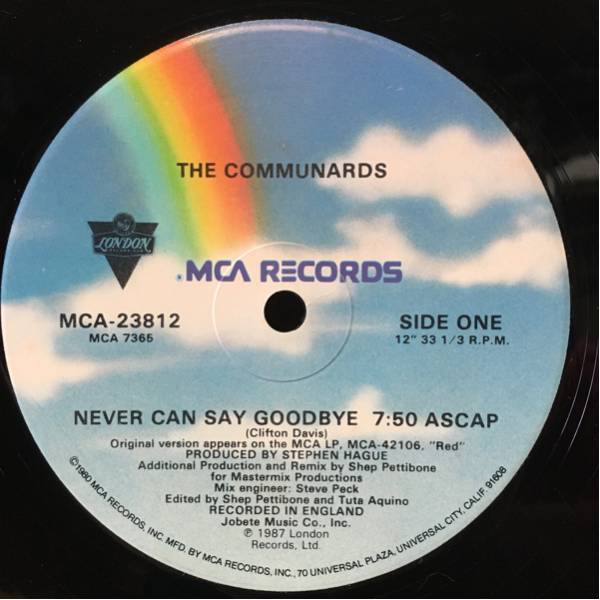 THE COMMUNARDS
LONDON
MCA RECORDS
MCA-23812
MCA 7365
SIDE ONE
12" 33 1/3 R.P.M.
NEVER CAN SAY GOODBYE 7:50 ASCAP
(Clifton Davis)
Original version appears on the MCA LP, MCA-42106, "Red"
PRODUCED BY STEPHEN HAGUE
Additional Production and Remix by Shep Pettibone
for Mastermix Productions
Mix engineer: Steve Peck
Edited by Shep Pettibone and Tuta Aquino
RECORDED IN ENGLAND
Jobete Music Co., Inc.
℗ 1987 London
Records, Ltd.
©1980 MCA RECORDS, INC. MFD. BY MCA RECORDS, INC., 70 UNIVERSAL PLAZA, UNIVERSAL CITY, CALIF. 91608